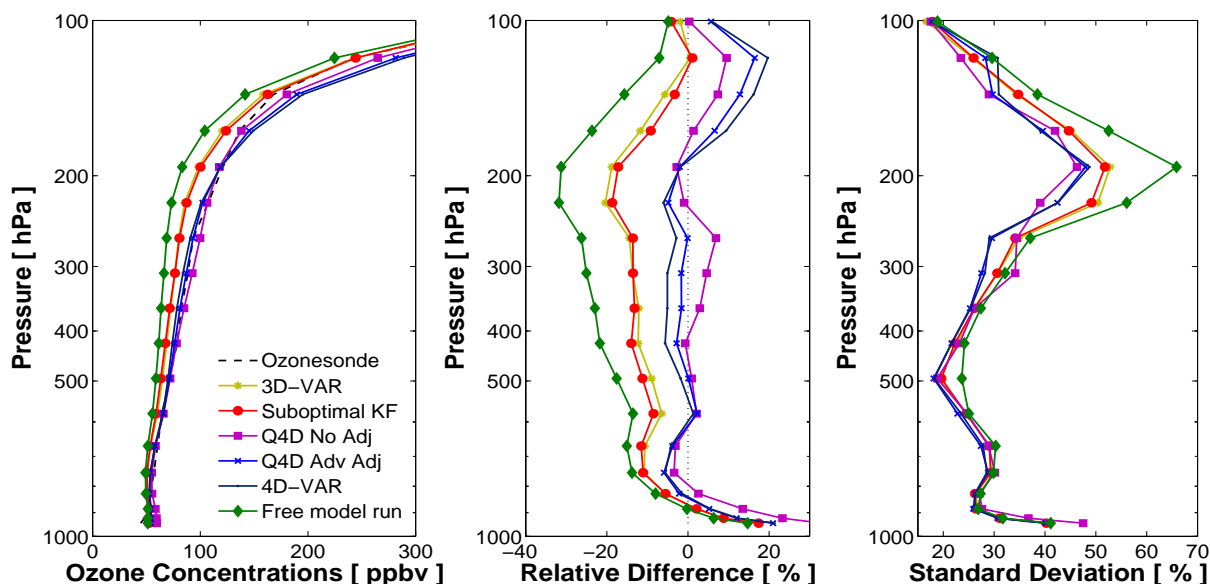 100
200
300
400
500
1000
Pressure [ hPa ]
0
100
200
300
Ozone Concentrations [ ppbv ]
Ozonesonde
3D−VAR
Suboptimal KF
Q4D No Adj
Q4D Adv Adj
4D−VAR
Free model run
100
200
300
400
500
1000
Pressure [ hPa ]
−40
−20
0
20
Relative Difference [ % ]
100
200
300
400
500
1000
Pressure [ hPa ]
20
30
40
50
60
70
Standard Deviation [ % ]